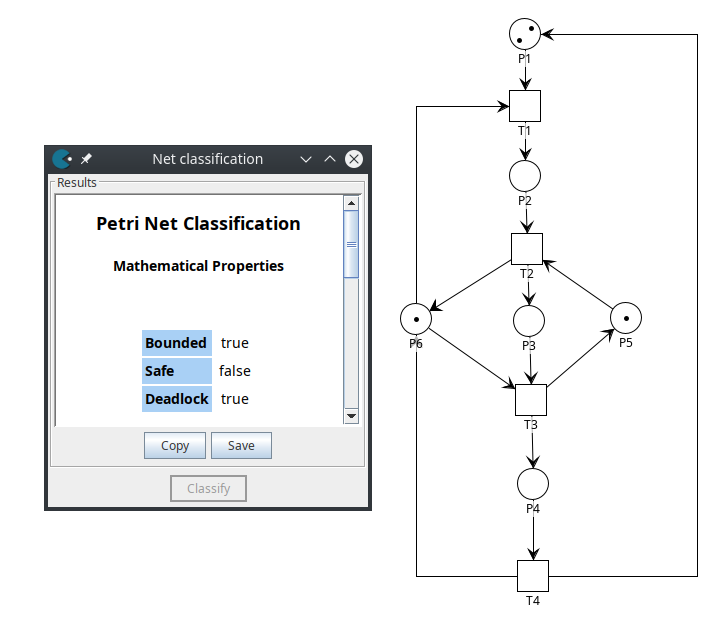 Net classification
Results
Petri Net Classification
Mathematical Properties
Bounded true
Safe false
Deadlock true
Copy Save
Classify
P1
T1
P2
T2
P6
P3
P5
T3
P4
T4